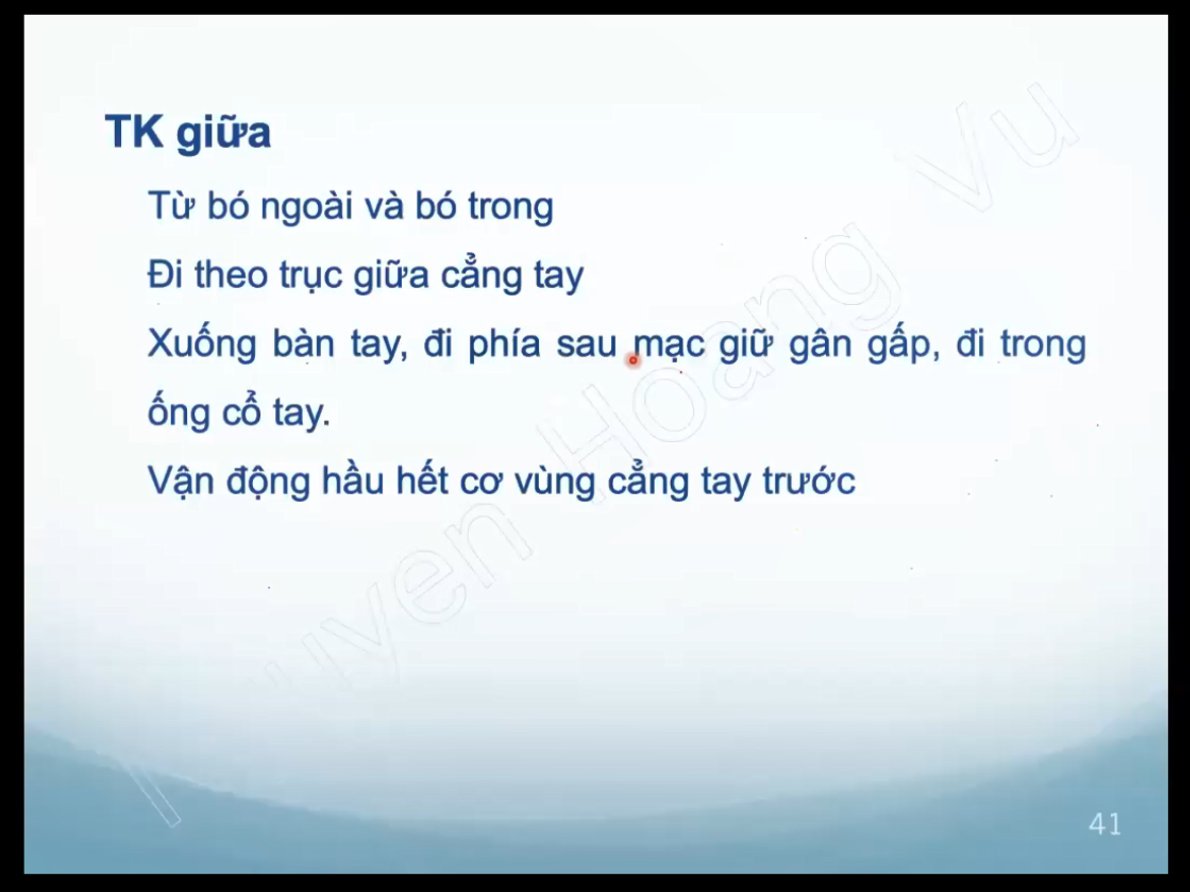 TK giữa
Từ bó ngoài và bó trong
Đi theo trục giữa cẳng tay
Xuống bàn tay, đi phía sau mạc giữ gân gấp, đi trong
ống cổ tay.
Vận động hầu hết cơ vùng cẳng tay trước
uyen Hoang Vu
41